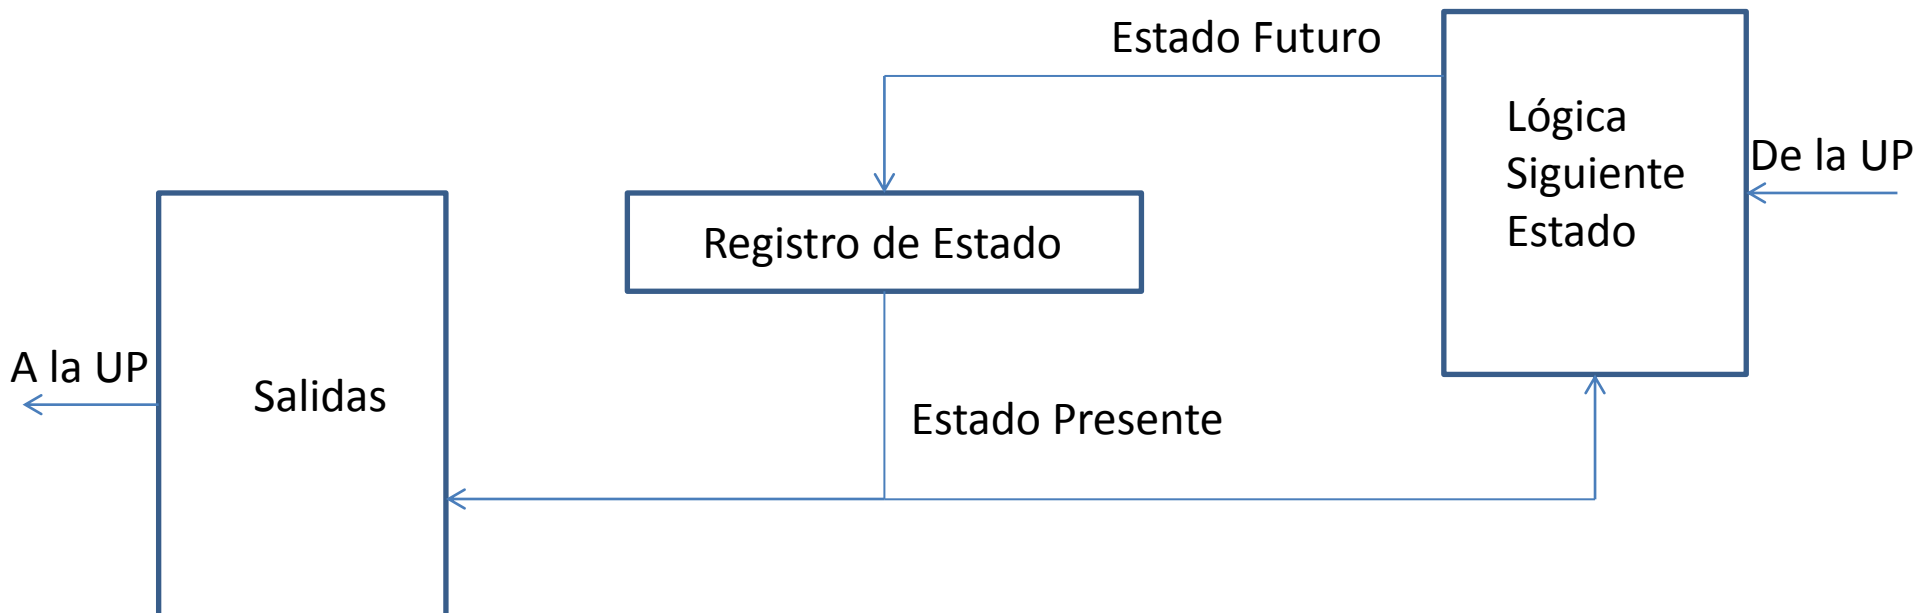 Estado Futuro
Lógica
Siguiente
Estado
De la UP
Registro de Estado
A la UP
Salidas
Estado Presente